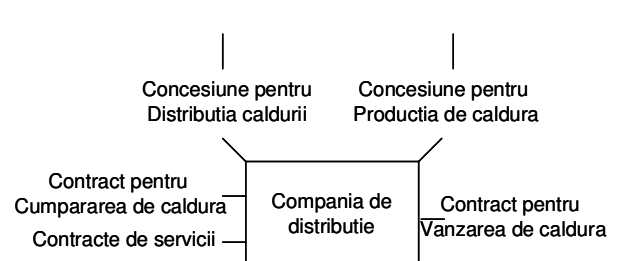 Concesiune pentru
Distributia caldurii
Concesiune pentru
Productia de caldura
Contract pentru
Cumpararea de caldura
Contracte de servicii
Compania de
distributie
Contract pentru
Vanzarea de caldura